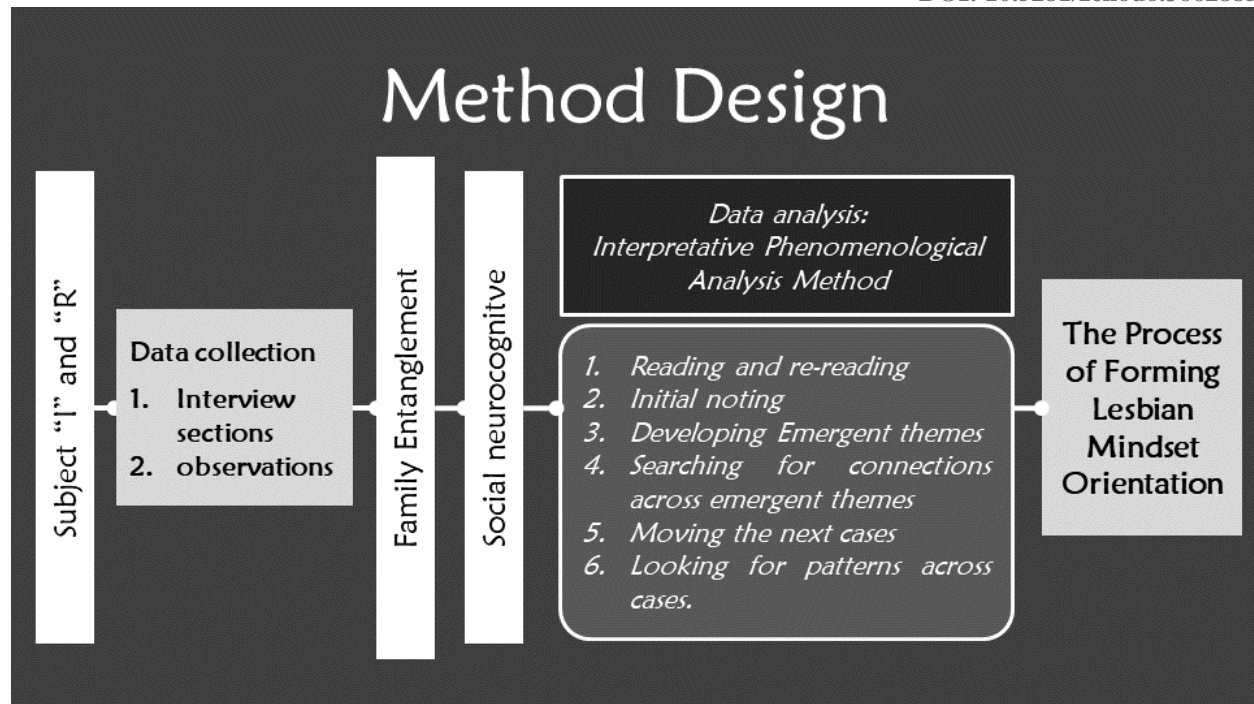 Method Design
Subject “I” and “R”
Data collection
1. Interview
sections
2. observations
Family Entanglement
Social neurocognitve
Data analysis:
Interpretative Phenomenological
Analysis Method
1. Reading and re-reading
2. Initial noting
3. Developing Emergent themes
4. Searching for connections
across emergent themes
5. Moving the next cases
6. Looking for patterns across
cases.
The Process
of Forming
Lesbian
Mindset
Orientation